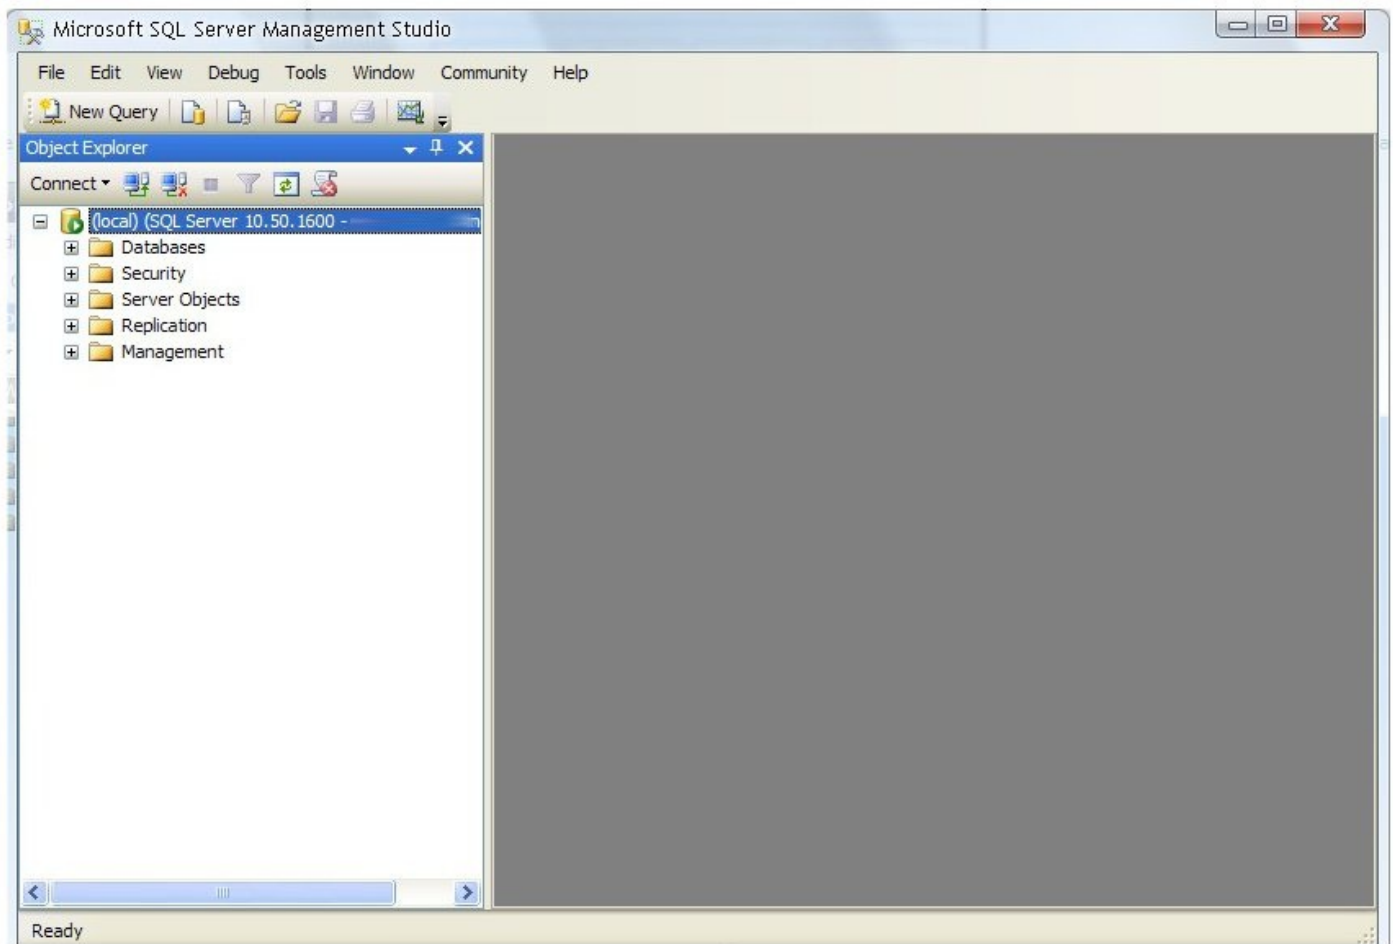 Microsoft SQL Server Management Studio
File Edit View Debug Tools Window Community Help
New Query
Object Explorer
Connect
(local) (SQL Server 10.50.1600 -
Databases
Security
Server Objects
Replication
Management
Ready